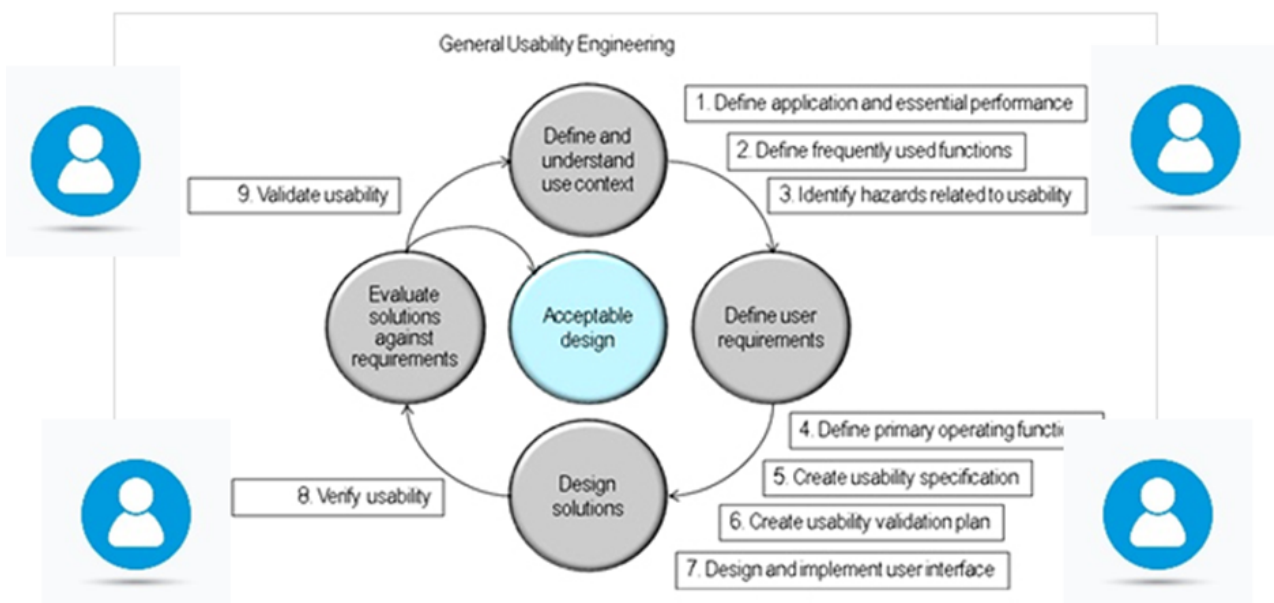 General Usability Engineering
Define and
understand
use context
1. Define application and essential performance
2. Define frequently used functions
3. Identify hazards related to usability
9. Validate usability
Evaluate
solutions
against
requirements
Acceptable
design
Define user
requirements
4. Define primary operating
5. Create usability specification
6. Create usability validation plan
7. Design and implement user interface
Design
solutions
8. Verify usability